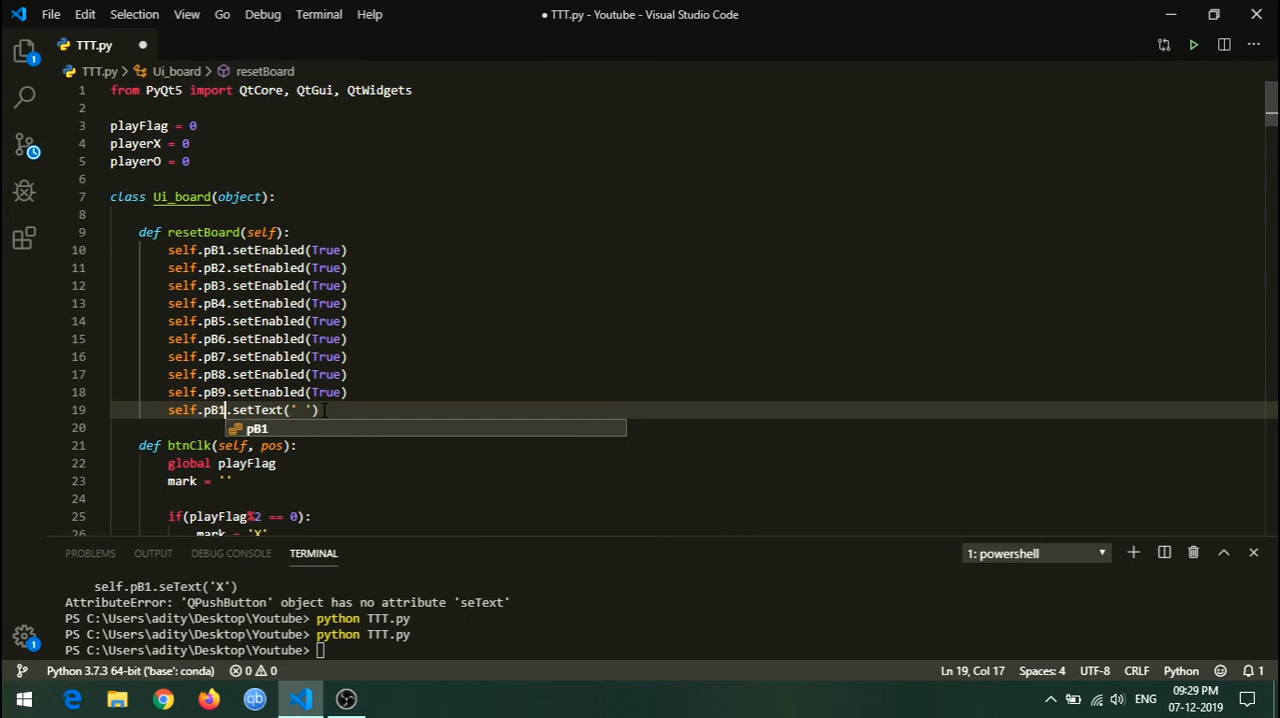 File Edit Selection View Go Debug Terminal Help ● TTT.py - Youtube - Visual Studio Code
TTT.py
TTT.py > Ui_board > resetBoard
1 from PyQt5 import QtCore, QtGui, QtWidgets
2
3 playFlag = 0
4 playerX = 0
5 playerO = 0
6
7 class Ui_board(object):
8
9 def resetBoard(self):
10 self.pB1.setEnabled(True)
11 self.pB2.setEnabled(True)
12 self.pB3.setEnabled(True)
13 self.pB4.setEnabled(True)
14 self.pB5.setEnabled(True)
15 self.pB6.setEnabled(True)
16 self.pB7.setEnabled(True)
17 self.pB8.setEnabled(True)
18 self.pB9.setEnabled(True)
19 self.pB1.setText(' ')
20 pB1
21 def btnClk(self, pos):
22 global playFlag
23 mark = ''
24
25 if(playFlag%2 == 0):
26 mark = 'X'
PROBLEMS OUTPUT DEBUG CONSOLE TERMINAL 1: powershell
self.pB1.seText('X')
AttributeError: 'QPushButton' object has no attribute 'seText'
PS C:\Users\adity\Desktop\Youtube> python TTT.py
PS C:\Users\adity\Desktop\Youtube> python TTT.py
PS C:\Users\adity\Desktop\Youtube>
Python 3.7.3 64-bit ('base': conda) 0 0 Ln 19, Col 17 Spaces: 4 UTF-8 CRLF Python 1
ENG 09:29 PM
07-12-2019